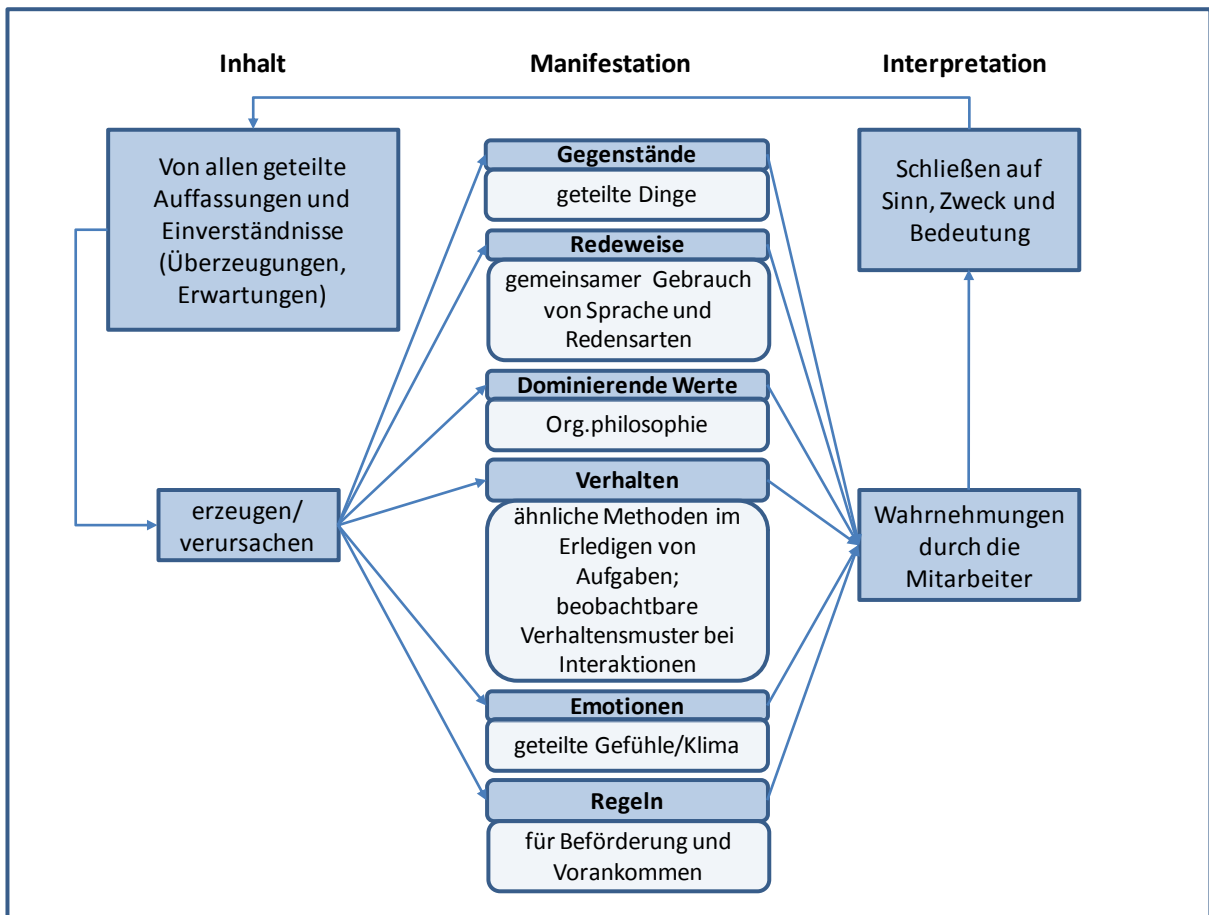 Inhalt
Manifestation
Interpretation
Von allen geteilte
Auffassungen und
Einverständnisse
(Überzeugungen,
Erwartungen)
erzeugen/
verursachen
Gegenstände
geteilte Dinge
Redeweise
gemeinsamer Gebrauch
von Sprache und
Redensarten
Dominierende Werte
Org.philosophie
Verhalten
ähnliche Methoden im
Erledigen von
Aufgaben;
beobachtbare
Verhaltensmuster bei
Interaktionen
Emotionen
geteilte Gefühle/Klima
Regeln
für Beförderung und
Vorankommen
Schließen auf
Sinn, Zweck und
Bedeutung
Wahrnehmungen
durch die
Mitarbeiter